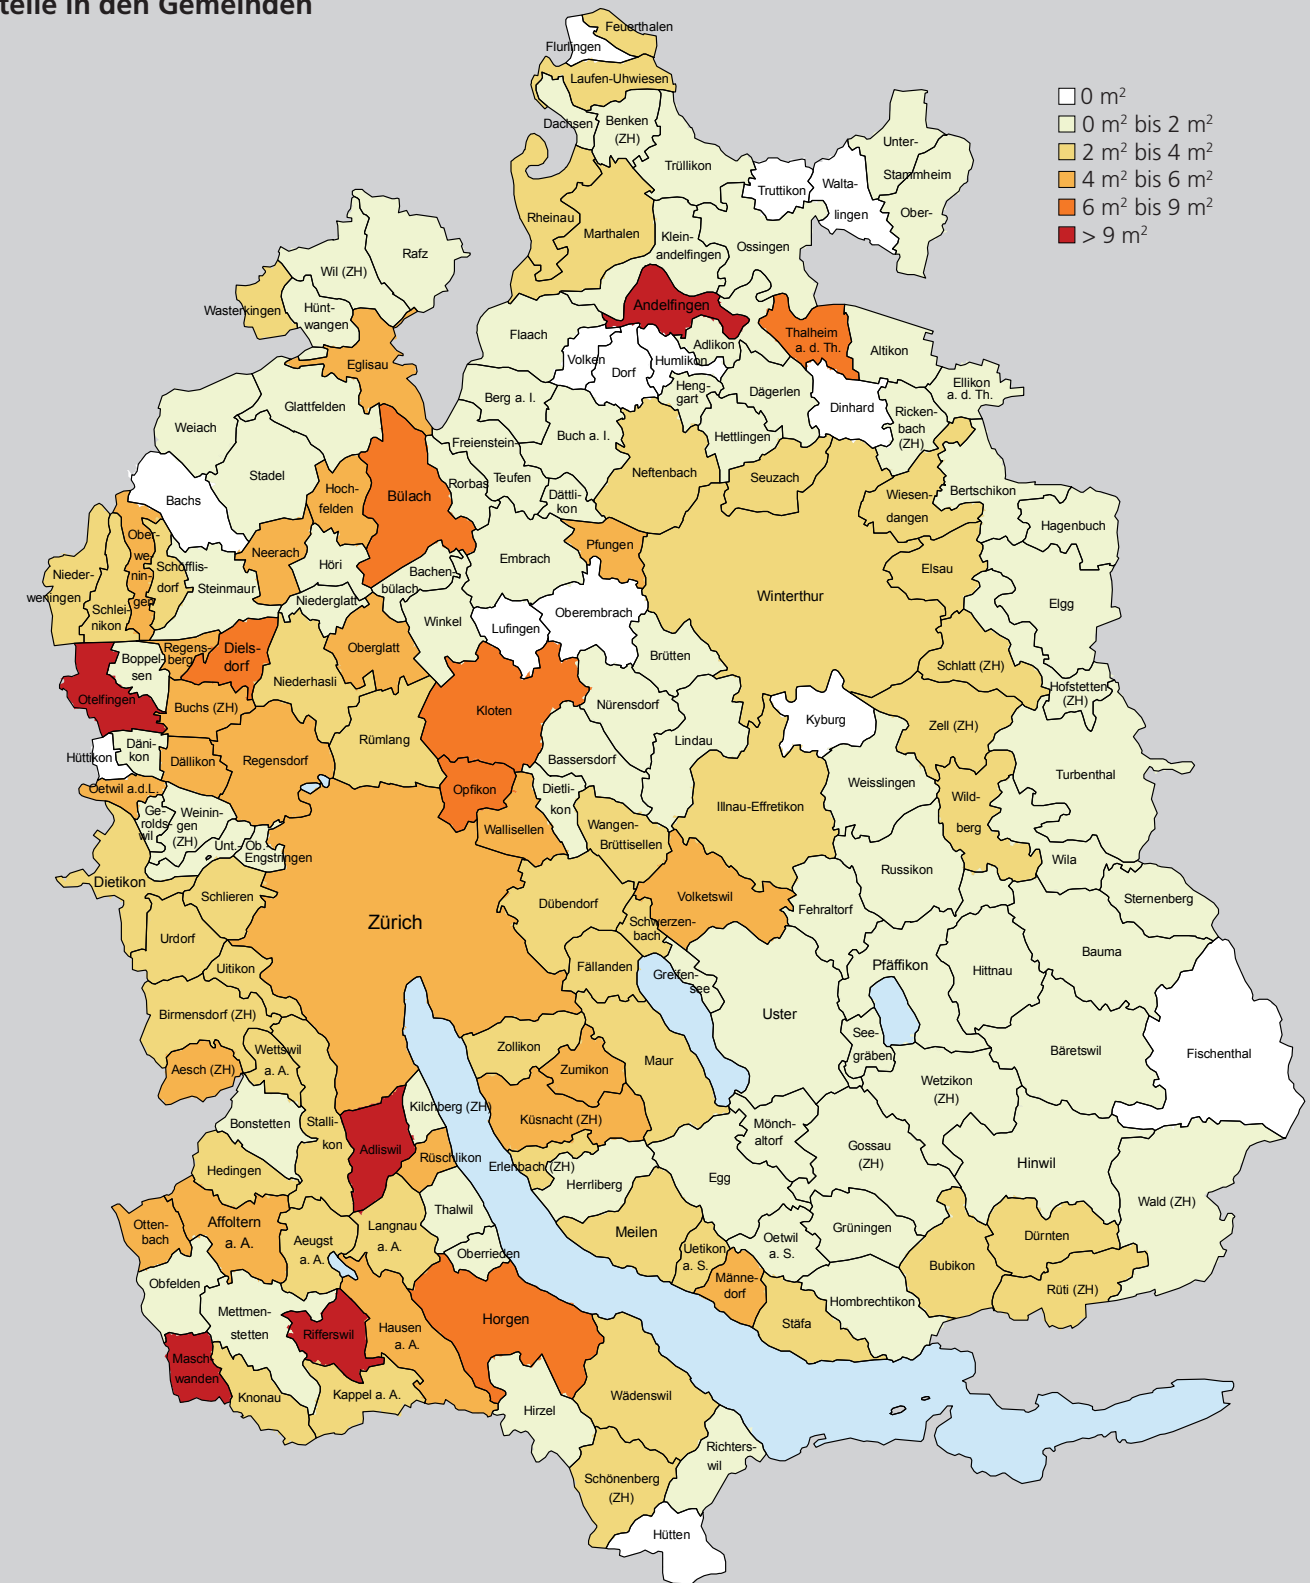 teile in den Gemeinden
0 m²
0 m² bis 2 m²
2 m² bis 4 m²
4 m² bis 6 m²
6 m² bis 9 m²
> 9 m²
Feuerthalen
Flurlingen
Laufen-Uhwiesen
Dachsen
Benken
(ZH)
Trüllikon
Truttikon
Walta-
lingen
Unter-
Stammheim
Ober-
Rheinau
Marthalen
Klein-
andelfingen
Ossingen
Rafz
Wil (ZH)
Wasterkingen
Hünt-
wangen
Andelfingen
Flaach
Volken
Dorf
Humlikon
Adlikon
Thalheim
a. d. Th.
Altikon
Eglisau
Heng-
gart
Dägerlen
Dinhard
Ellikon
a. d. Th.
Ricken-
bach
(ZH)
Glattfelden
Weiach
Berg a. I.
Buch a. I.
Hettlingen
Freienstein-
Teufen
Rorbas
Dättli-
kon
Neftenbach
Seuzach
Wiesen-
dangen
Bertschikon
Hagenbuch
Stadel
Hoch-
felden
Bülach
Bachs
Neerach
Höri
Bachen-
bülach
Embrach
Pfungen
Winterthur
Elsau
Elgg
Ober-
we-
nin-
gen
Schöfflis-
dorf
Steinmaur
Nieder-
weningen
Schlei-
nikon
Niederglatt
Winkel
Lufingen
Oberembrach
Brütten
Schlatt (ZH)
Hofstetten
(ZH)
Regens-
berg
Diels-
dorf
Oberglatt
Boppel-
sen
Otelfingen
Niederhasli
Buchs (ZH)
Kloten
Nürensdorf
Lindau
Kyburg
Zell (ZH)
Rümlang
Hüttikon
Däni-
kon
Dällikon
Regensdorf
Bassersdorf
Weisslingen
Turbenthal
Oetwil a.d.L.
Opfikon
Dietli-
kon
Illnau-Effretikon
Wild-
berg
Ge-
rolds-
wil
Weinin-
gen
(ZH)
Unt.-/Ob.-
Engstringen
Wallisellen
Wangen-
Brüttisellen
Wila
Dietikon
Schlieren
Russikon
Volketswil
Fehraltorf
Sternenberg
Zürich
Dübendorf
Schwerzen-
bach
Urdorf
Uitikon
Fällanden
Greifen-
see
Pfäffikon
Hittnau
Bauma
Birmensdorf (ZH)
Uster
See-
gräben
Bäretswil
Fischenthal
Wettswil
a. A.
Aesch (ZH)
Zollikon
Zumikon
Maur
Wetzikon
(ZH)
Kilchberg (ZH)
Küsnacht (ZH)
Bonstetten
Stalli-
kon
Adliswil
Rüschlikon
Erlenbach (ZH)
Herrliberg
Mönch-
altorf
Gossau
(ZH)
Hinwil
Hedingen
Egg
Wald (ZH)
Thalwil
Ottenbach
Affoltern
a. A.
Aeugst
a. A.
Langnau
a. A.
Oberrieden
Meilen
Uetikon
a. S.
Oetwil
a. S.
Grüningen
Dürnten
Bubikon
Obfelden
Männe-
dorf
Hombrechtikon
Rüti (ZH)
Mettmen-
stetten
Rifferswil
Hausen
a. A.
Horgen
Stäfa
Masch-
wanden
Knonau
Kappel a. A.
Hirzel
Wädenswil
Richters-
wil
Schönenberg
(ZH)
Hütten